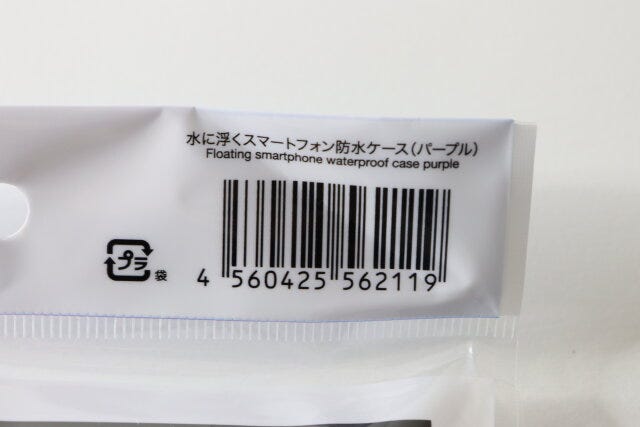 水に浮くスマートフォン防水ケース(パープル)
Floating smartphone waterproof case purple
プラ 袋
4 560425 562119